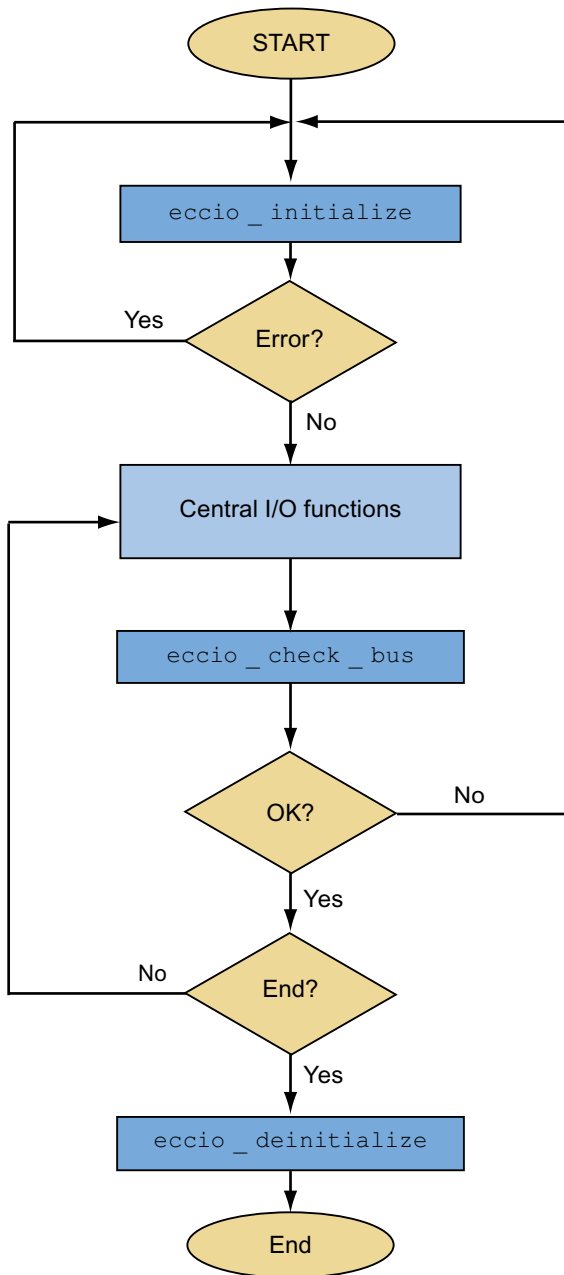 START
eccio _ initialize
Yes
Error?
No
Central I/O functions
eccio _ check _ bus
OK?
No
Yes
No
End?
Yes
eccio _ deinitialize
End